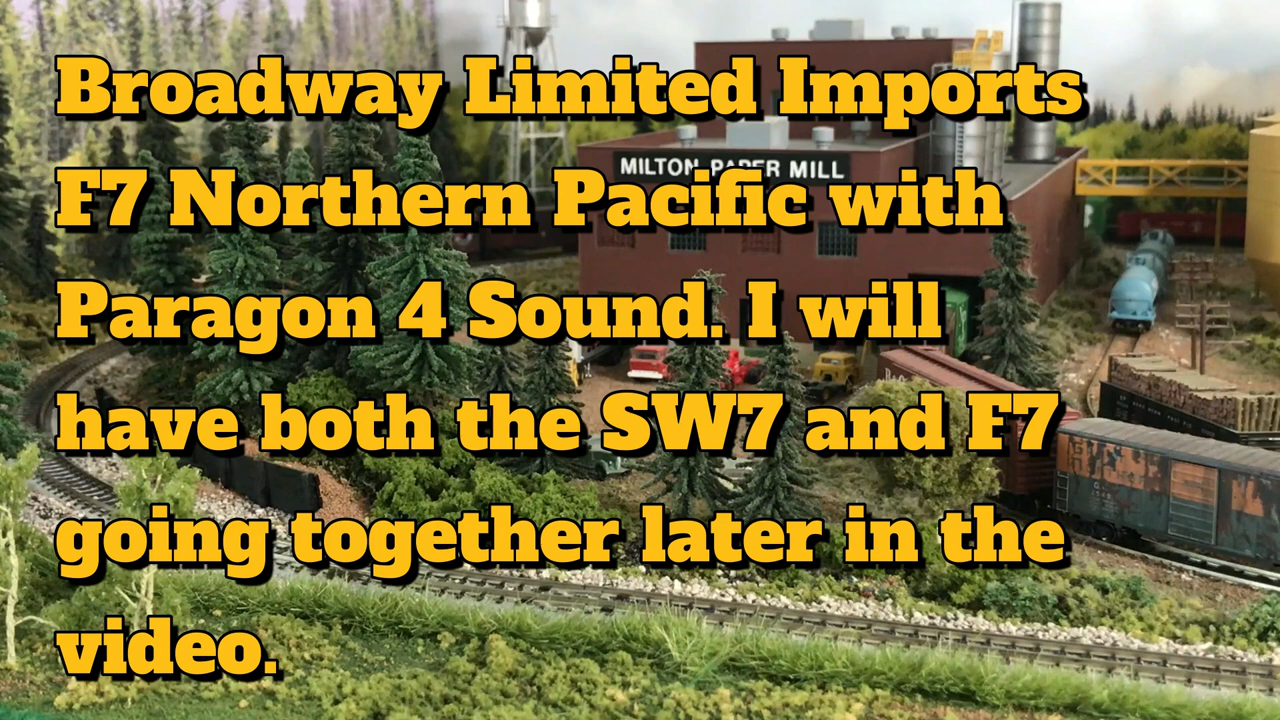 Broadway Limited Imports
MILTON PAPER MILL
F7 Northern Pacific with
Paragon 4 Sound. I will
have both the SW7 and F7
going together later in the
video.